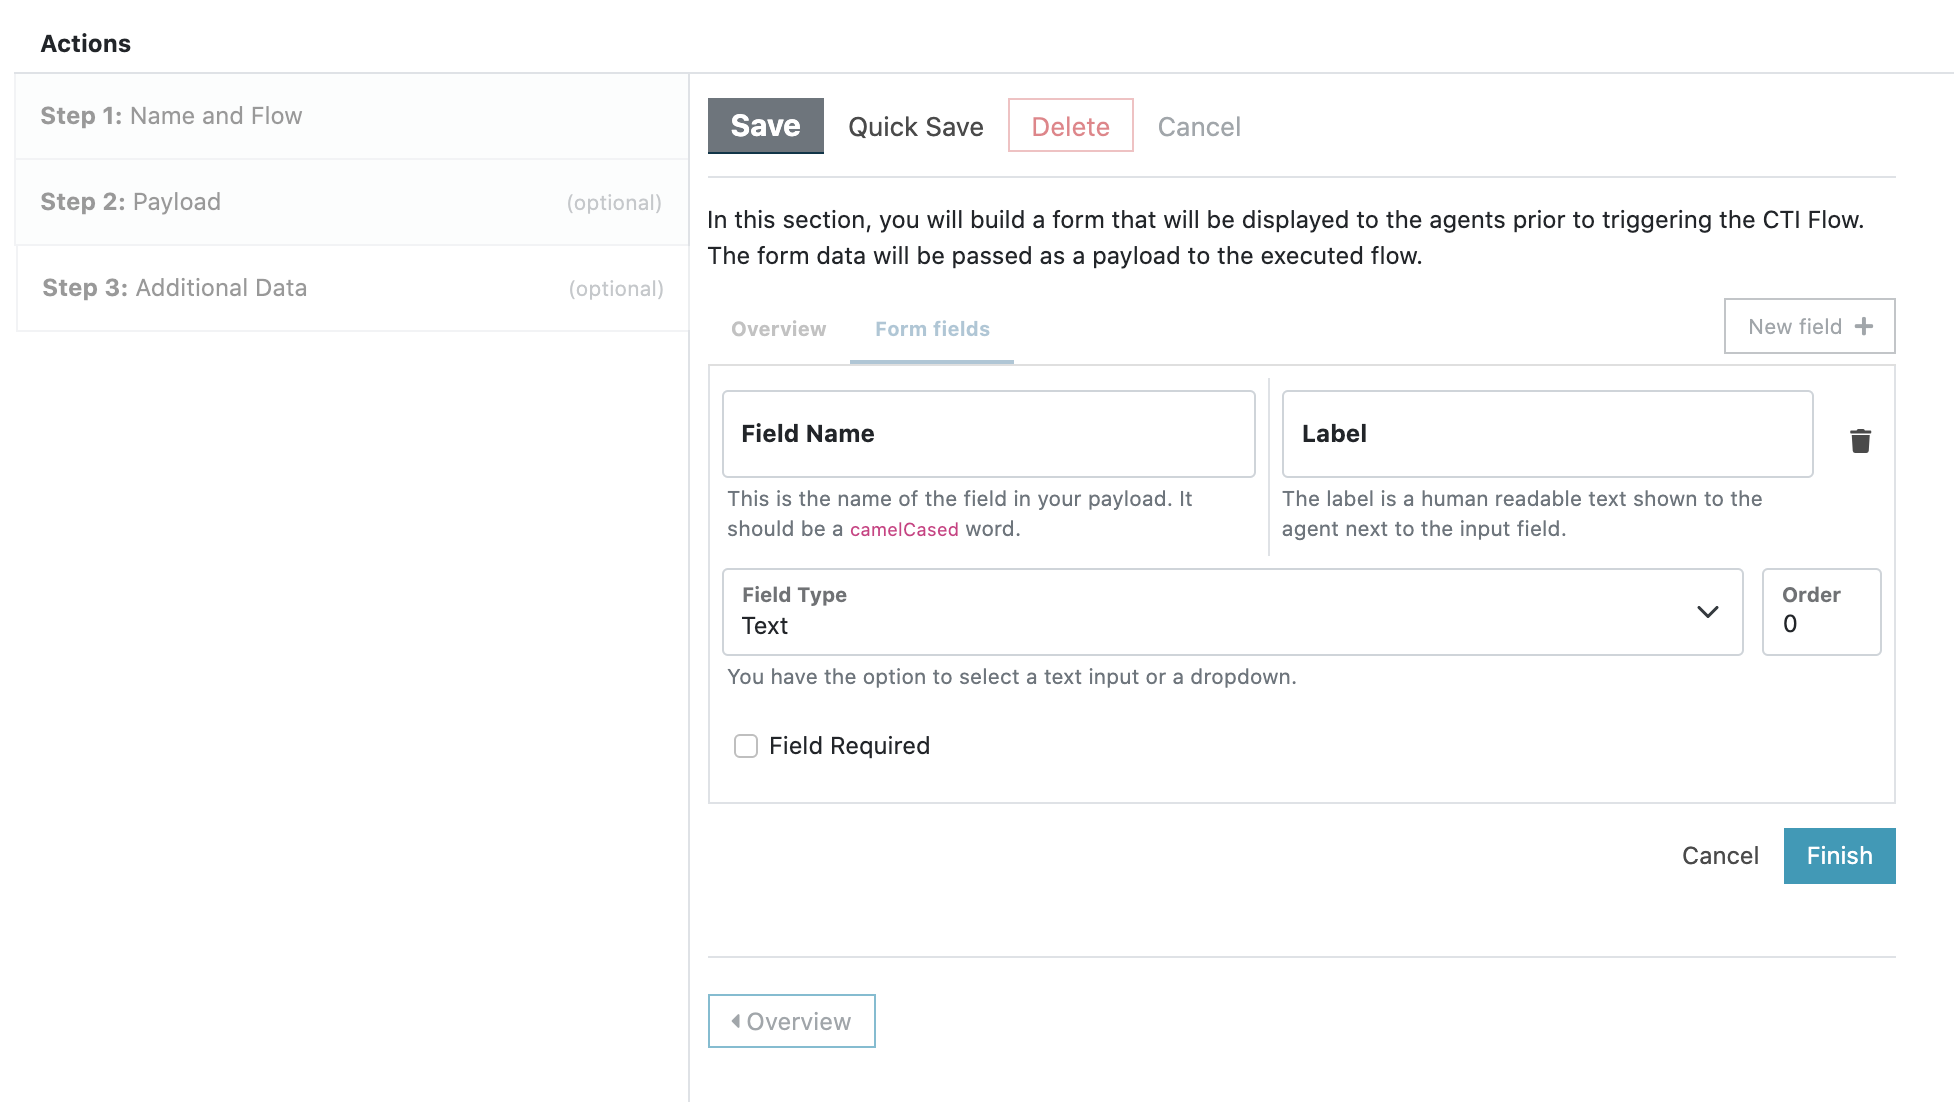 Actions
Step 1: Name and Flow
Step 2: Payload (optional)
Step 3: Additional Data (optional)
Save Quick Save Delete Cancel
In this section, you will build a form that will be displayed to the agents prior to triggering the CTI Flow.
The form data will be passed as a payload to the executed flow.
Overview Form fields New field +
Field Name
This is the name of the field in your payload. It
should be a camelCased word.
Label
The label is a human readable text shown to the
agent next to the input field.
Field Type
Text
Order
0
You have the option to select a text input or a dropdown.
Field Required
Cancel Finish
Overview